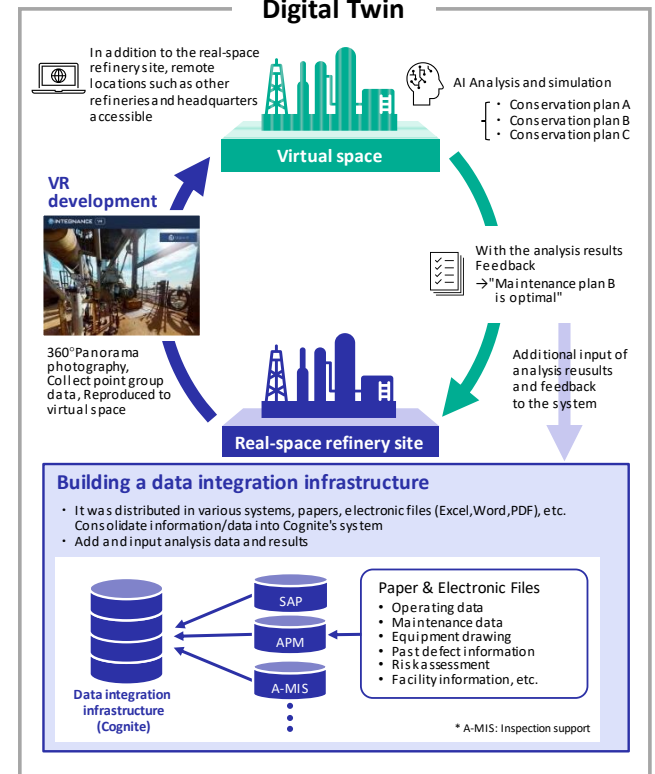 Digital Twin
In addition to the real-space
refinery site, remote
locations such as other
refineries and headquarters
accessible
AI Analysis and simulation
・ Conservation plan A
・ Conservation plan B
・ Conservation plan C
Virtual space
VR
development
INTEGNANCE VR
With the analysis results
Feedback
→"Maintenance plan B
is optimal"
360°Panorama
photography,
Collect point group
data, Reproduced to
virtual space
Additional input of
analysis reusults
and feedback
to the system
Real-space refinery site
Building a data integration infrastructure
・ It was distributed in various systems, papers, electronic files (Excel,Word,PDF), etc.
Consolidate information/data into Cognite's system
・ Add and input analysis data and results
SAP
APM
A-MIS
Data integration
infrastructure
(Cognite)
Paper & Electronic Files
• Operating data
• Maintenance data
• Equipment drawing
• Past defect information
• Risk assessment
• Facility information, etc.
* A-MIS: Inspection support